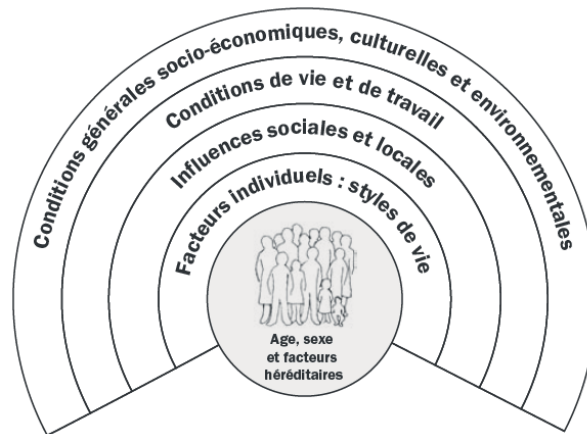 Conditions générales socio-économiques, culturelles et environnementales
Conditions de vie et de travail
Influences sociales et locales
Facteurs individuels : styles de vie
Age, sexe
et facteurs
héréditaires